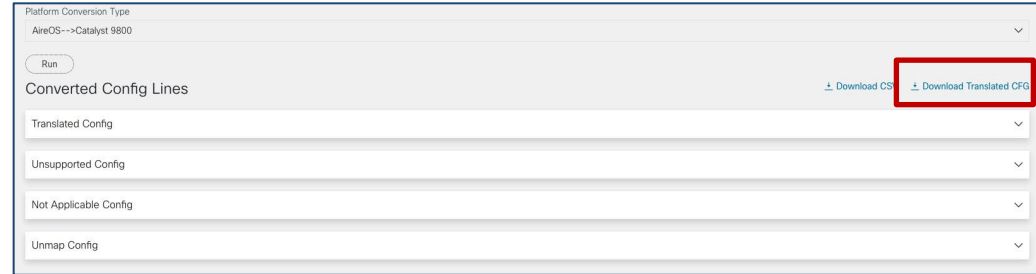 Platform Conversion Type
AireOS-->Catalyst 9800
Run
Converted Config Lines
Download CS
Download Translated CFG
Translated Config
Unsupported Config
Not Applicable Config
Unmap Config